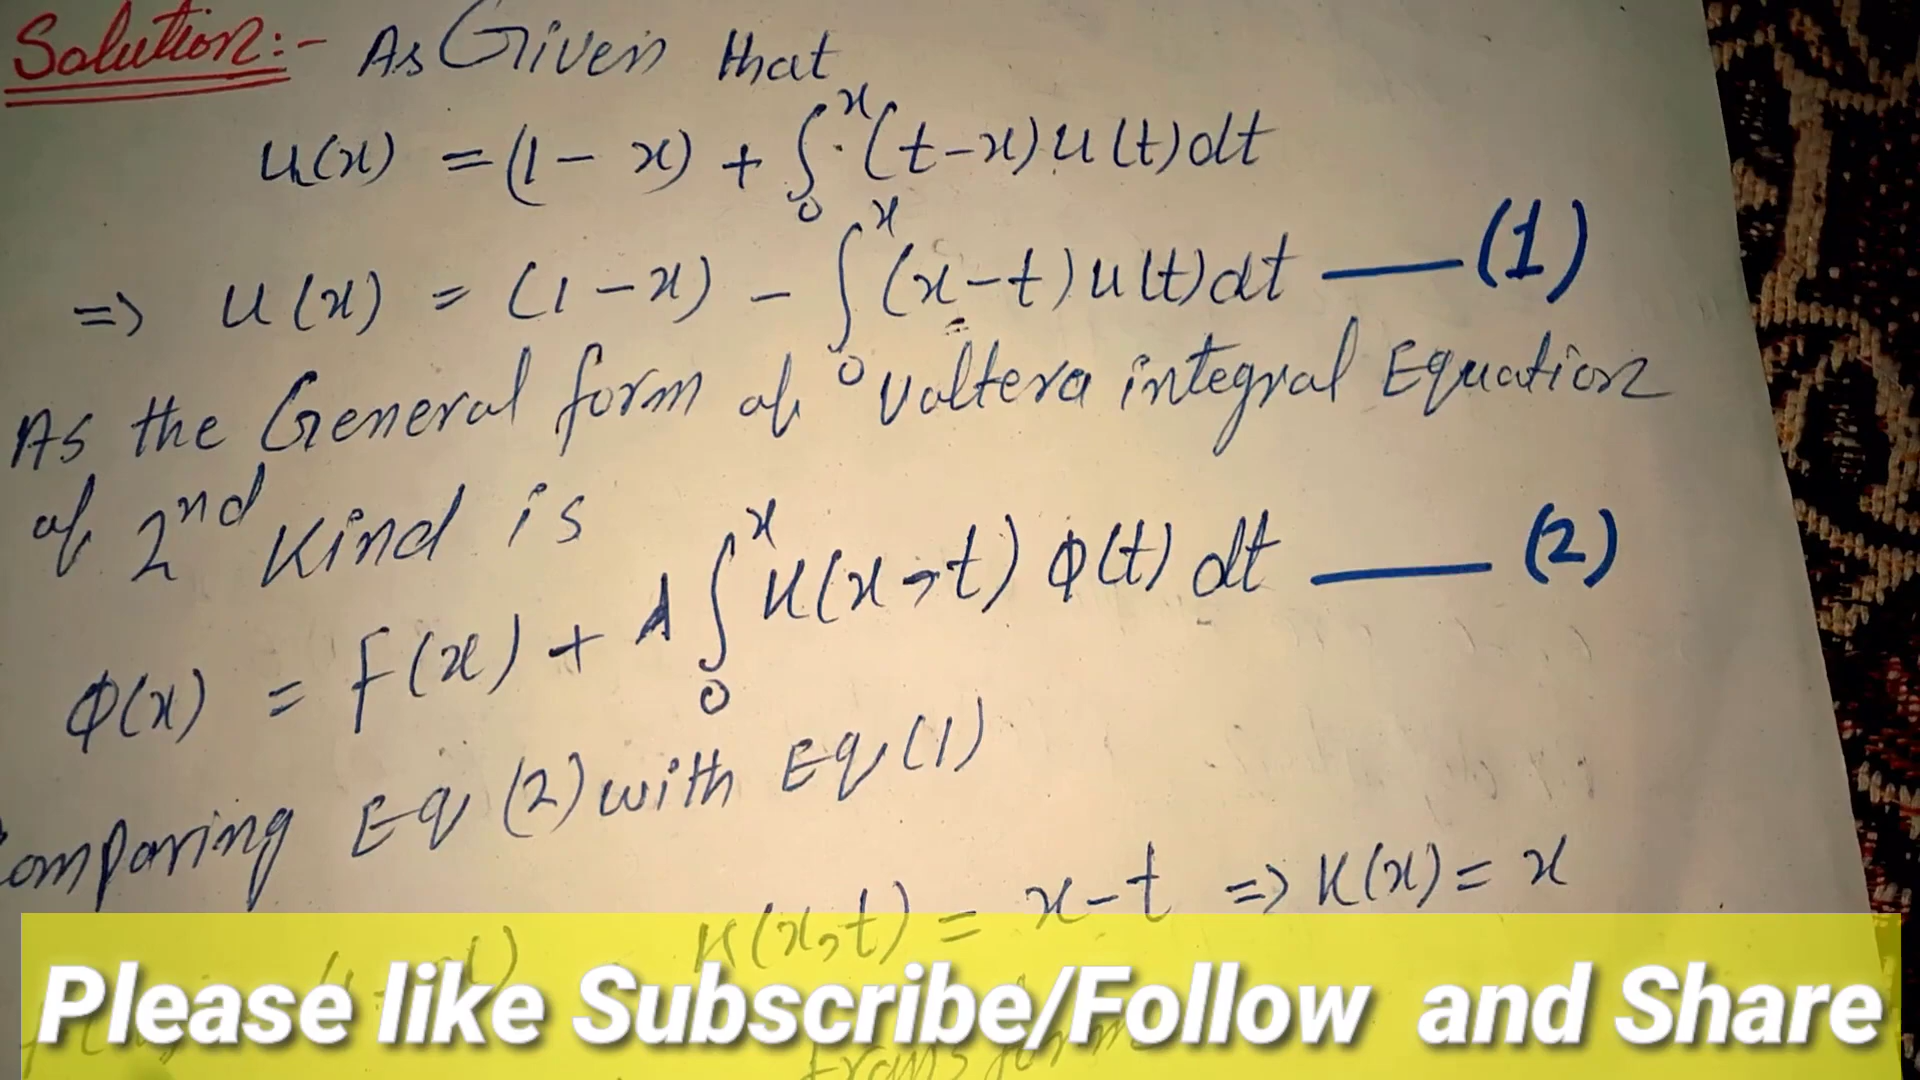 Solution:- As Given that
u(x) = (1 - x) + ∫₀ˣ (t-x) u(t) dt
=> u(x) = (1-x) - ∫₀ˣ (x-t) u(t) dt —— (1)
As the General form of voltera integral Equation
of 2nd Kind is
Φ(x) = F(x) + λ ∫₀ˣ K(x,t) Φ(t) dt —— (2)
Comparing Eq (2) with Eq (1)
K(x,t) = x-t => K(x) = x
Please like Subscribe/Follow and Share